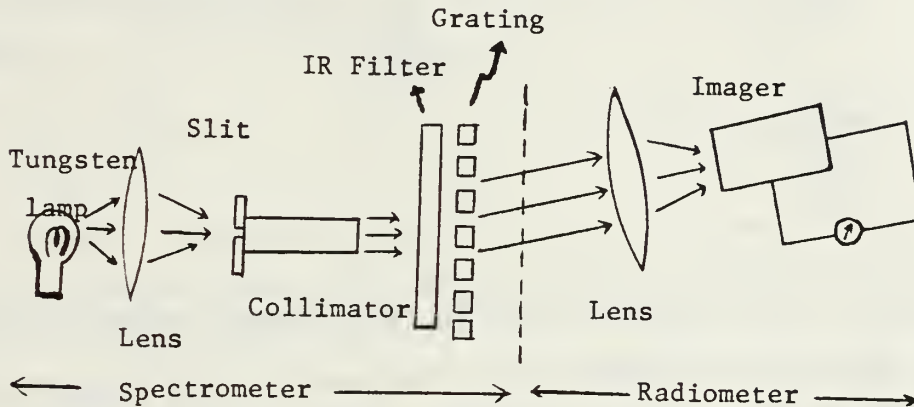 Grating
IR Filter
Imager
Slit
Tungsten
lamp
Collimator
Lens
Lens
Spectrometer
Radiometer